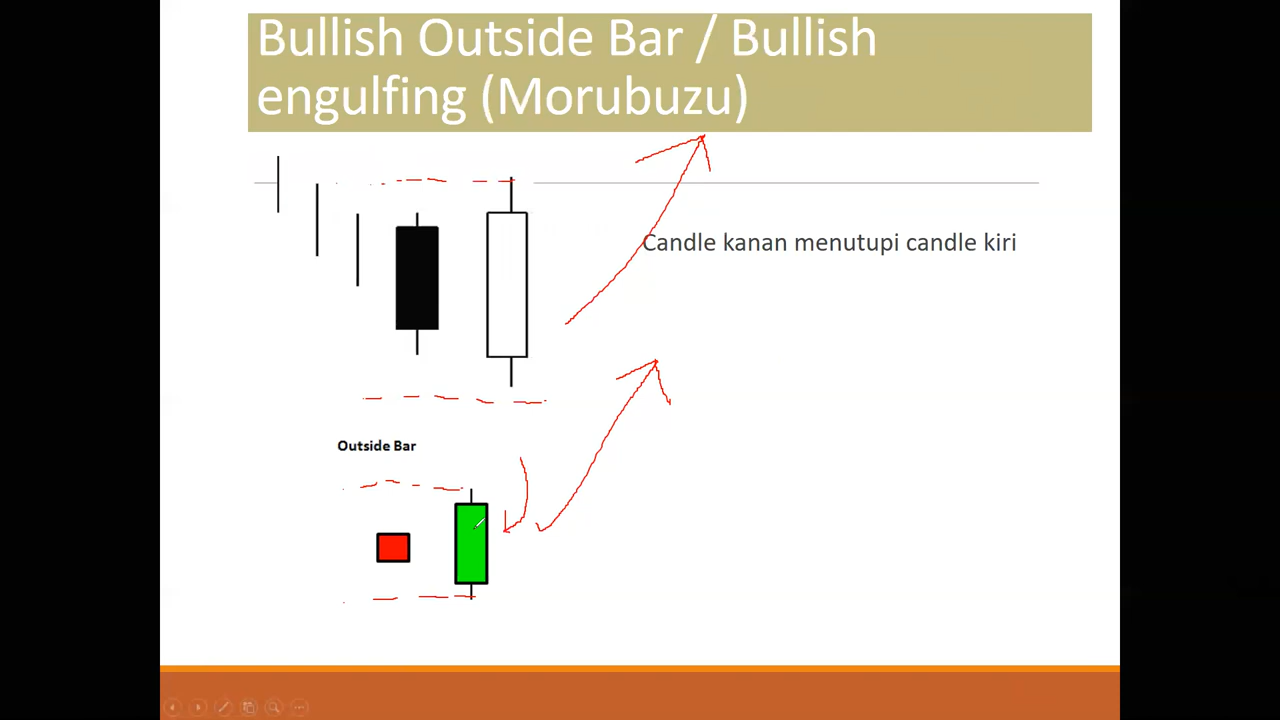 Bullish Outside Bar / Bullish
engulfing (Morubuzu)
Candle kanan menutupi candle kiri
Outside Bar